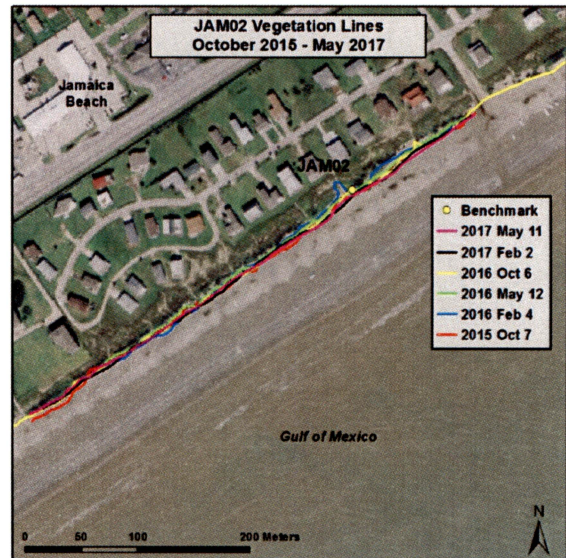 JAM02 Vegetation Lines
October 2015 - May 2017
Jamaica
Beach
JAM02
Benchmark
2017 May 11
2017 Feb 2
2016 Oct 6
2016 May 12
2016 Feb 4
2015 Oct 7
Gulf of Mexico
N
0 50 100 200 Meters